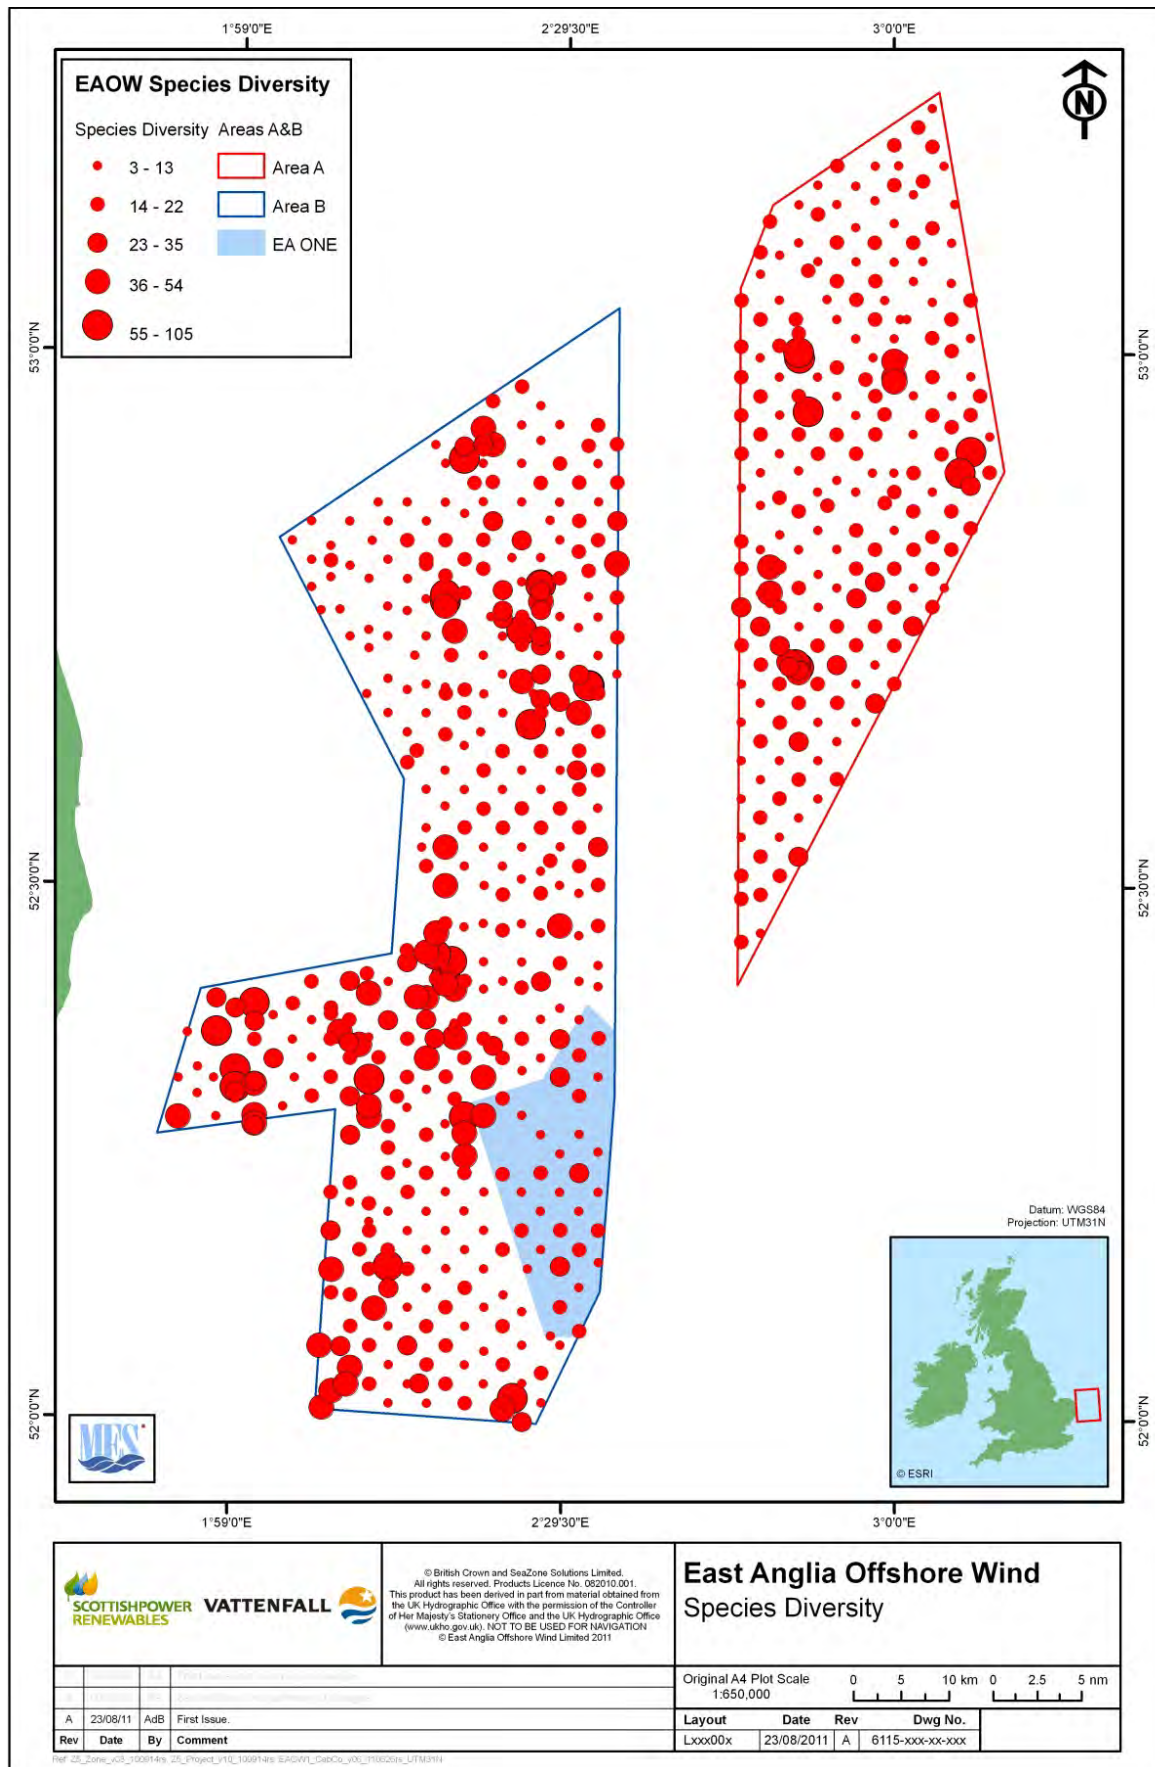 1°59'0"E
2°29'30"E
3°0'0"E
EAOW Species Diversity
Species Diversity
Areas A&B
3 - 13
Area A
14 - 22
Area B
23 - 35
EA ONE
36 - 54
55 - 105
N
53°0'0"N
53°0'0"N
52°30'0"N
52°30'0"N
52°0'0"N
52°0'0"N
Datum: WGS84
Projection: UTM31N
© ESRI
MES
1°59'0"E
2°29'30"E
3°0'0"E
SCOTTISHPOWER
RENEWABLES
VATTENFALL
© British Crown and SeaZone Solutions Limited.
All rights reserved. Products Licence No. 082010.001.
This product has been derived in part from material obtained from
the UK Hydrographic Office with the permission of the Controller
of Her Majesty's Stationery Office and the UK Hydrographic Office
(www.ukho.gov.uk). NOT TO BE USED FOR NAVIGATION
© East Anglia Offshore Wind Limited 2011
East Anglia Offshore Wind
Species Diversity
Original A4 Plot Scale
1:650,000
0 5 10 km
0 2.5 5 nm
A 23/08/11 AdB First Issue.
Rev Date By Comment
Layout Date Rev Dwg No.
Lxxx00x 23/08/2011 A 6115-xxx-xx-xxx